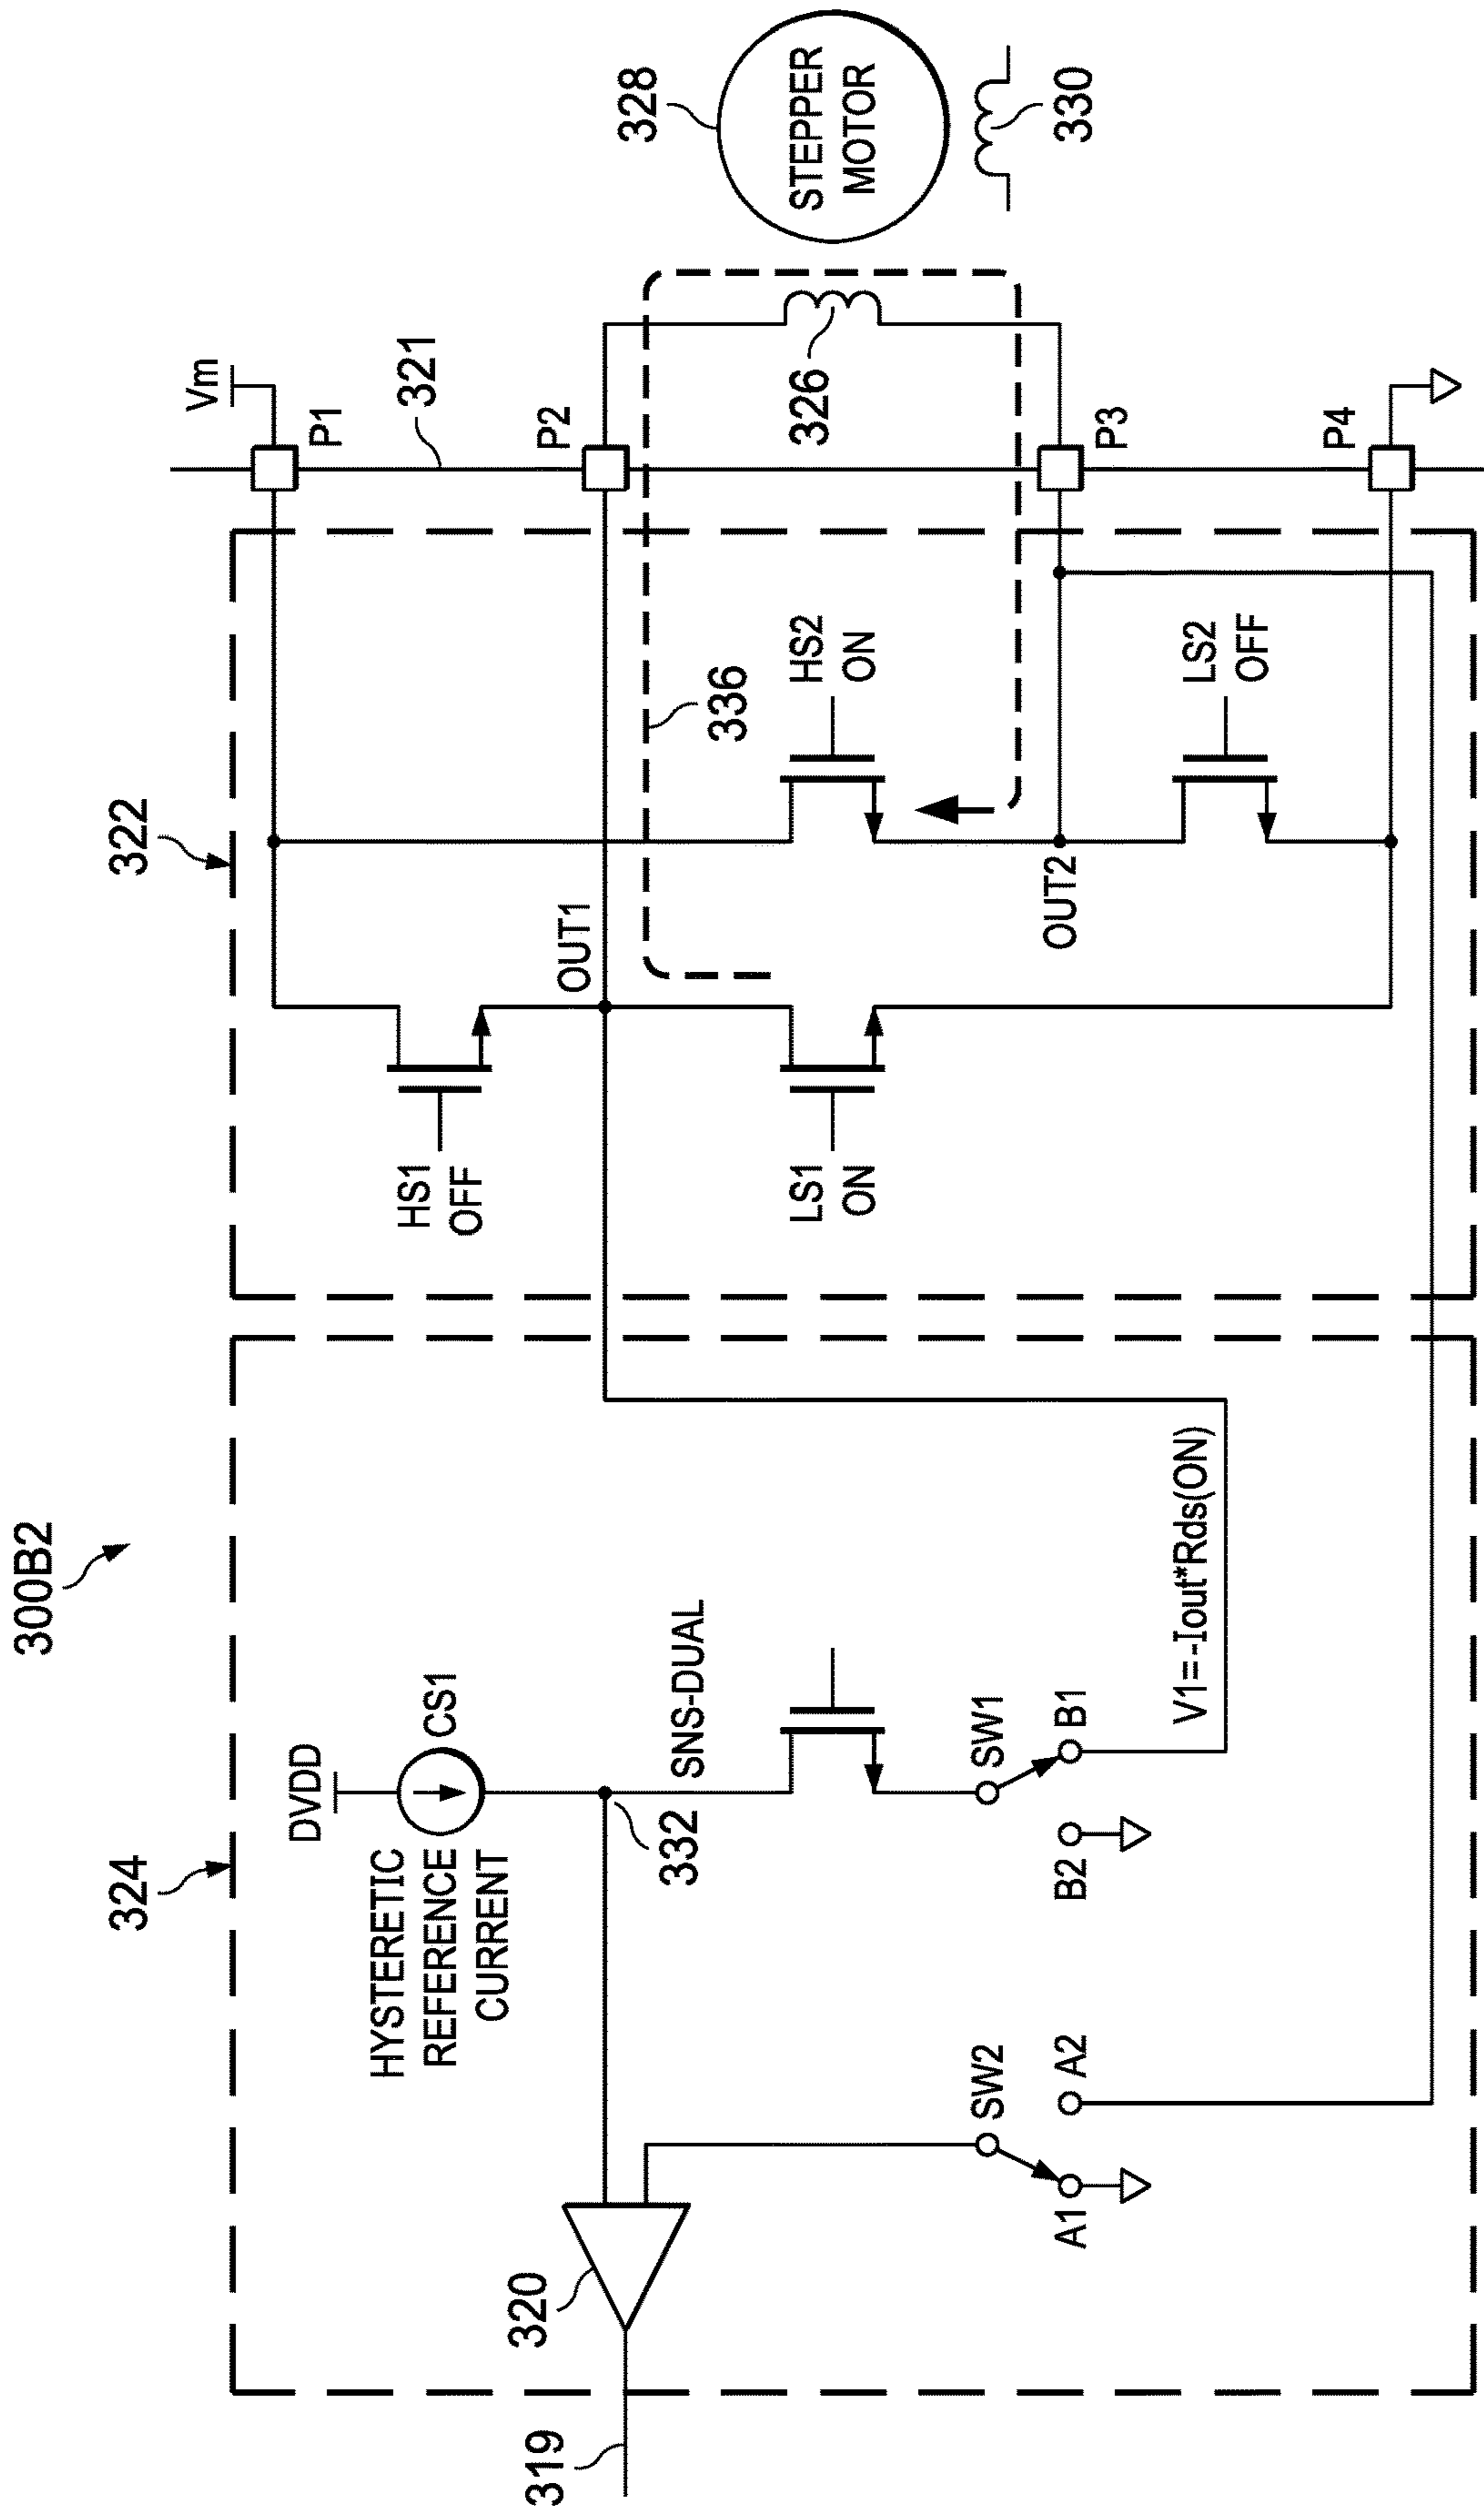 300B2
324
322
DVDD
CS1
HYSTERETIC
REFERENCE
CURRENT
332
SNS-DUAL
320
319
SW2
A1
A2
SW1
B2
B1
V1=-Iout*Rds(ON)
HS1
OFF
LS1
ON
OUT1
336
HS2
ON
OUT2
LS2
OFF
Vm
P1
321
P2
326
P3
P4
328
STEPPER
MOTOR
330